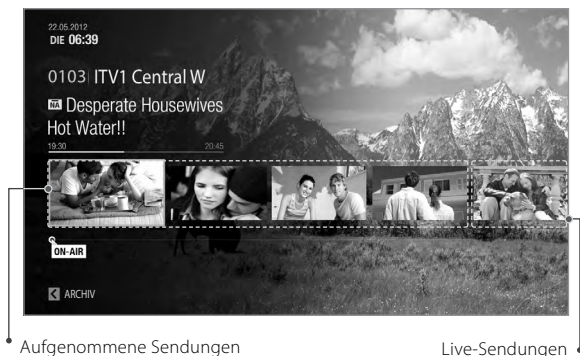 22.05.2012
DIE 06:39
0103 | ITV1 Central W
NA Desperate Housewives
Hot Water!!
19:30 20:45
ON-AIR
ARCHIV
Aufgenommene Sendungen
Live-Sendungen